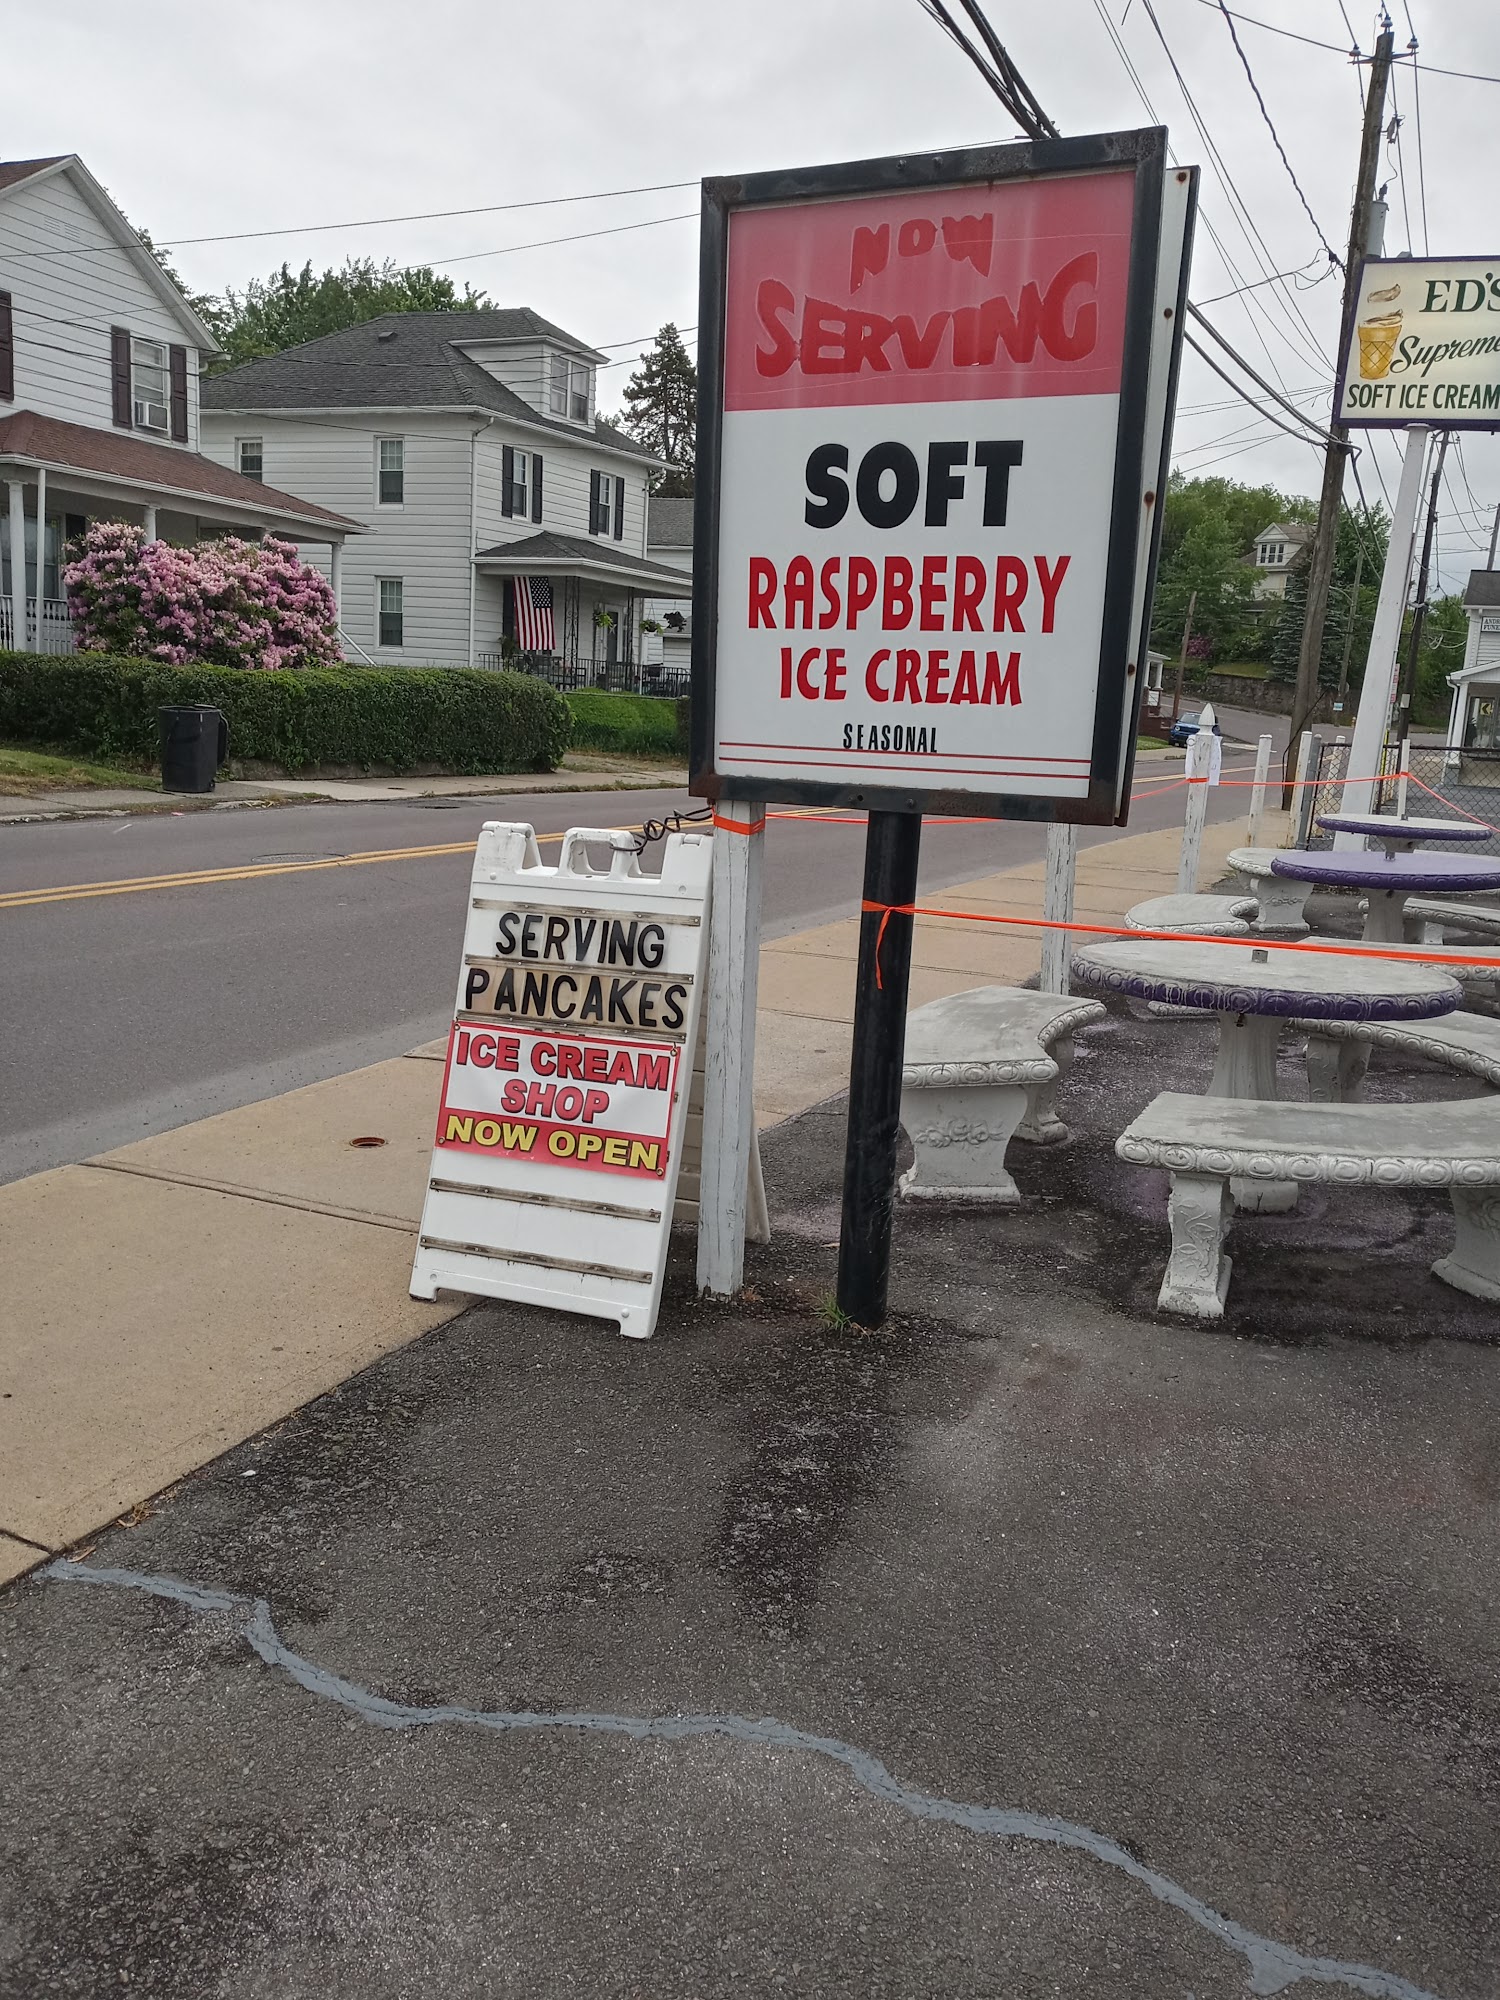 NOW
SERVING
SOFT
RASPBERRY
ICE CREAM
SEASONAL
SERVING
PANCAKES
ICE CREAM
SHOP
NOW OPEN
ED'S
Supreme
SOFT ICE CREAM